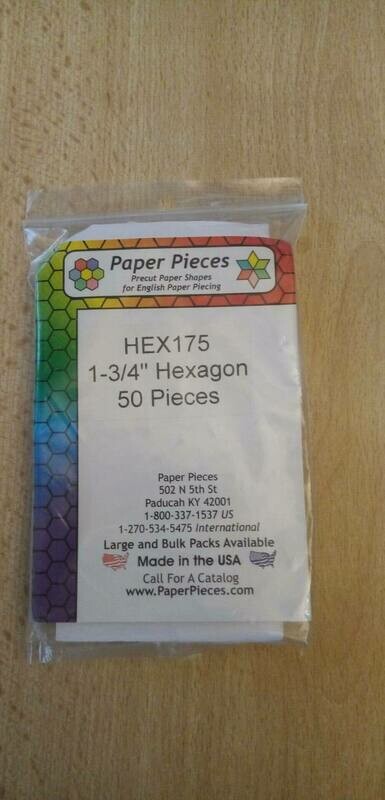 Paper Pieces
Precut Paper Shapes
for English Paper Piecing
HEX175
1-3/4" Hexagon
50 Pieces
Paper Pieces
502 N 5th St
Paducah KY 42001
1-800-337-1537 US
1-270-534-5475 International
Large and Bulk Packs Available
Made in the USA
Call For A Catalog
www.PaperPieces.com